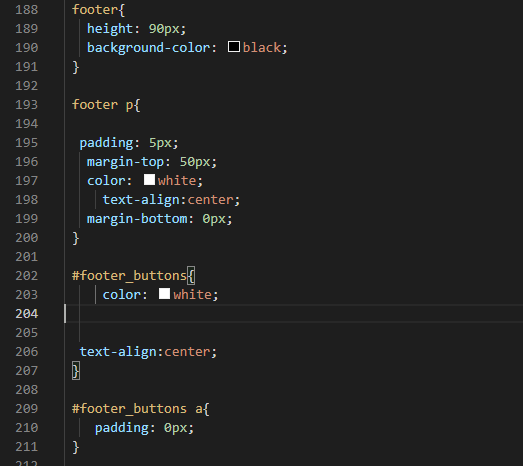 188 footer{
189 height: 90px;
190 background-color: black;
191 }
192
193 footer p{
194
195 padding: 5px;
196 margin-top: 50px;
197 color: white;
198 text-align:center;
199 margin-bottom: 0px;
200 }
201
202 #footer_buttons{
203 color: white;
204
205
206 text-align:center;
207 }
208
209 #footer_buttons a{
210 padding: 0px;
211 }
212